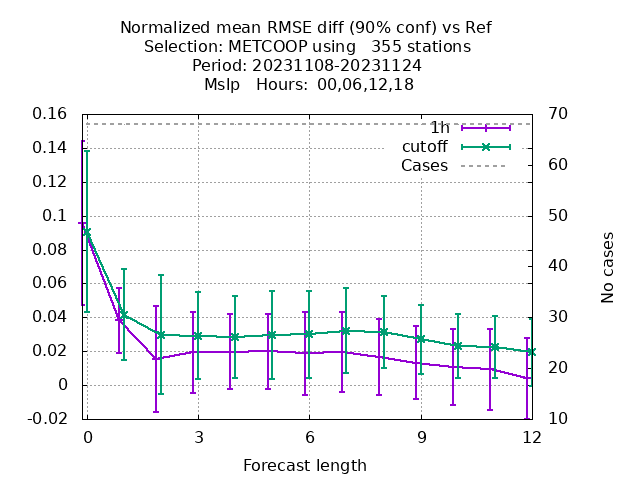 Normalized mean RMSE diff (90% conf) vs Ref
Selection: METCOOP using   355 stations
Period: 20231108-20231124
Mslp   Hours:  00,06,12,18
0.16
0.14
0.12
0.1
0.08
0.06
0.04
0.02
0
-0.02
70
60
50
40
30
20
10
No cases
1h
cutoff
Cases
0
3
6
9
12
Forecast length